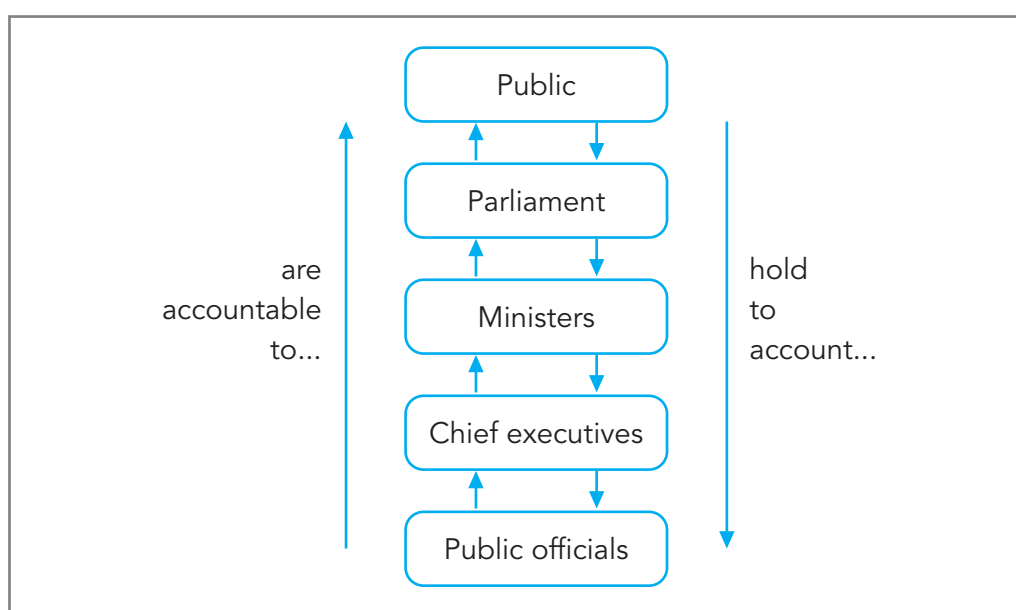 Public
Parliament
are
accountable
to...
Ministers
hold
to
account...
Chief executives
Public officials